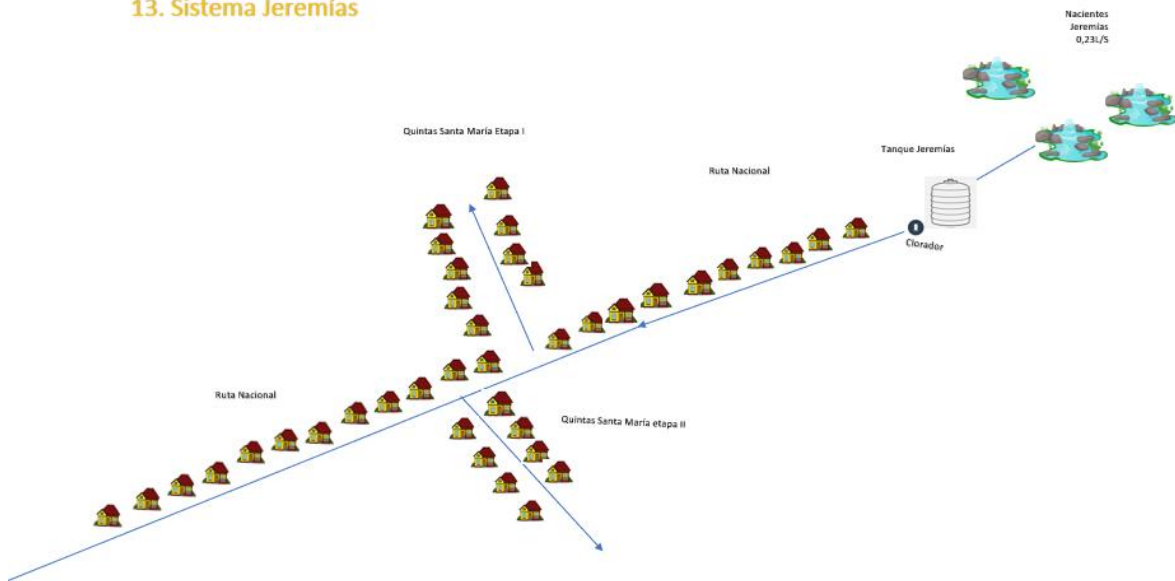 13. Sistema Jeremías
Nacientes
Jeremías
0,23L/S
Quintas Santa María Etapa I
Tanque Jeremías
Ruta Nacional
Clorador
Ruta Nacional
Quintas Santa María etapa II